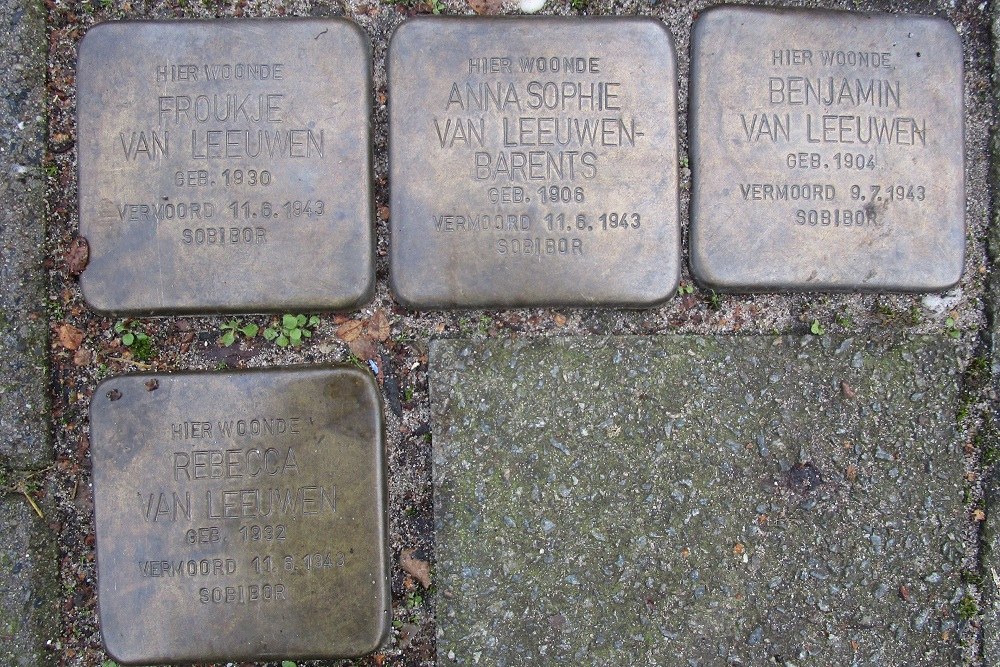 HIER WOONDE
FROUKJE
VAN LEEUWEN
GEB. 1930
VERMOORD 11.6.1943
SOBIBOR
HIER WOONDE
ANNA SOPHIE
VAN LEEUWEN-
BARENTS
GEB. 1906
VERMOORD 11.6.1943
SOBIBOR
HIER WOONDE
BENJAMIN
VAN LEEUWEN
GEB. 1904
VERMOORD 9.7.1943
SOBIBOR
HIER WOONDE
REBECCA
VAN LEEUWEN
GEB. 1932
VERMOORD 11.6.1943
SOBIBOR